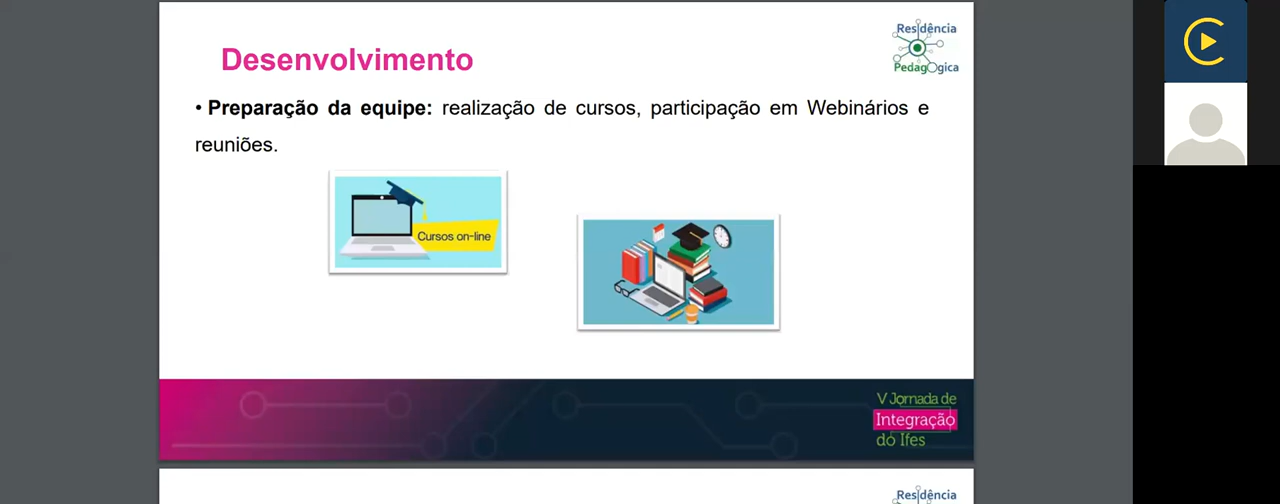 Desenvolvimento
Residência
Pedagogica
• Preparação da equipe: realização de cursos, participação em Webinários e
reuniões.
Cursos on-line
V Jornada de
Integração
do Ifes
Residência